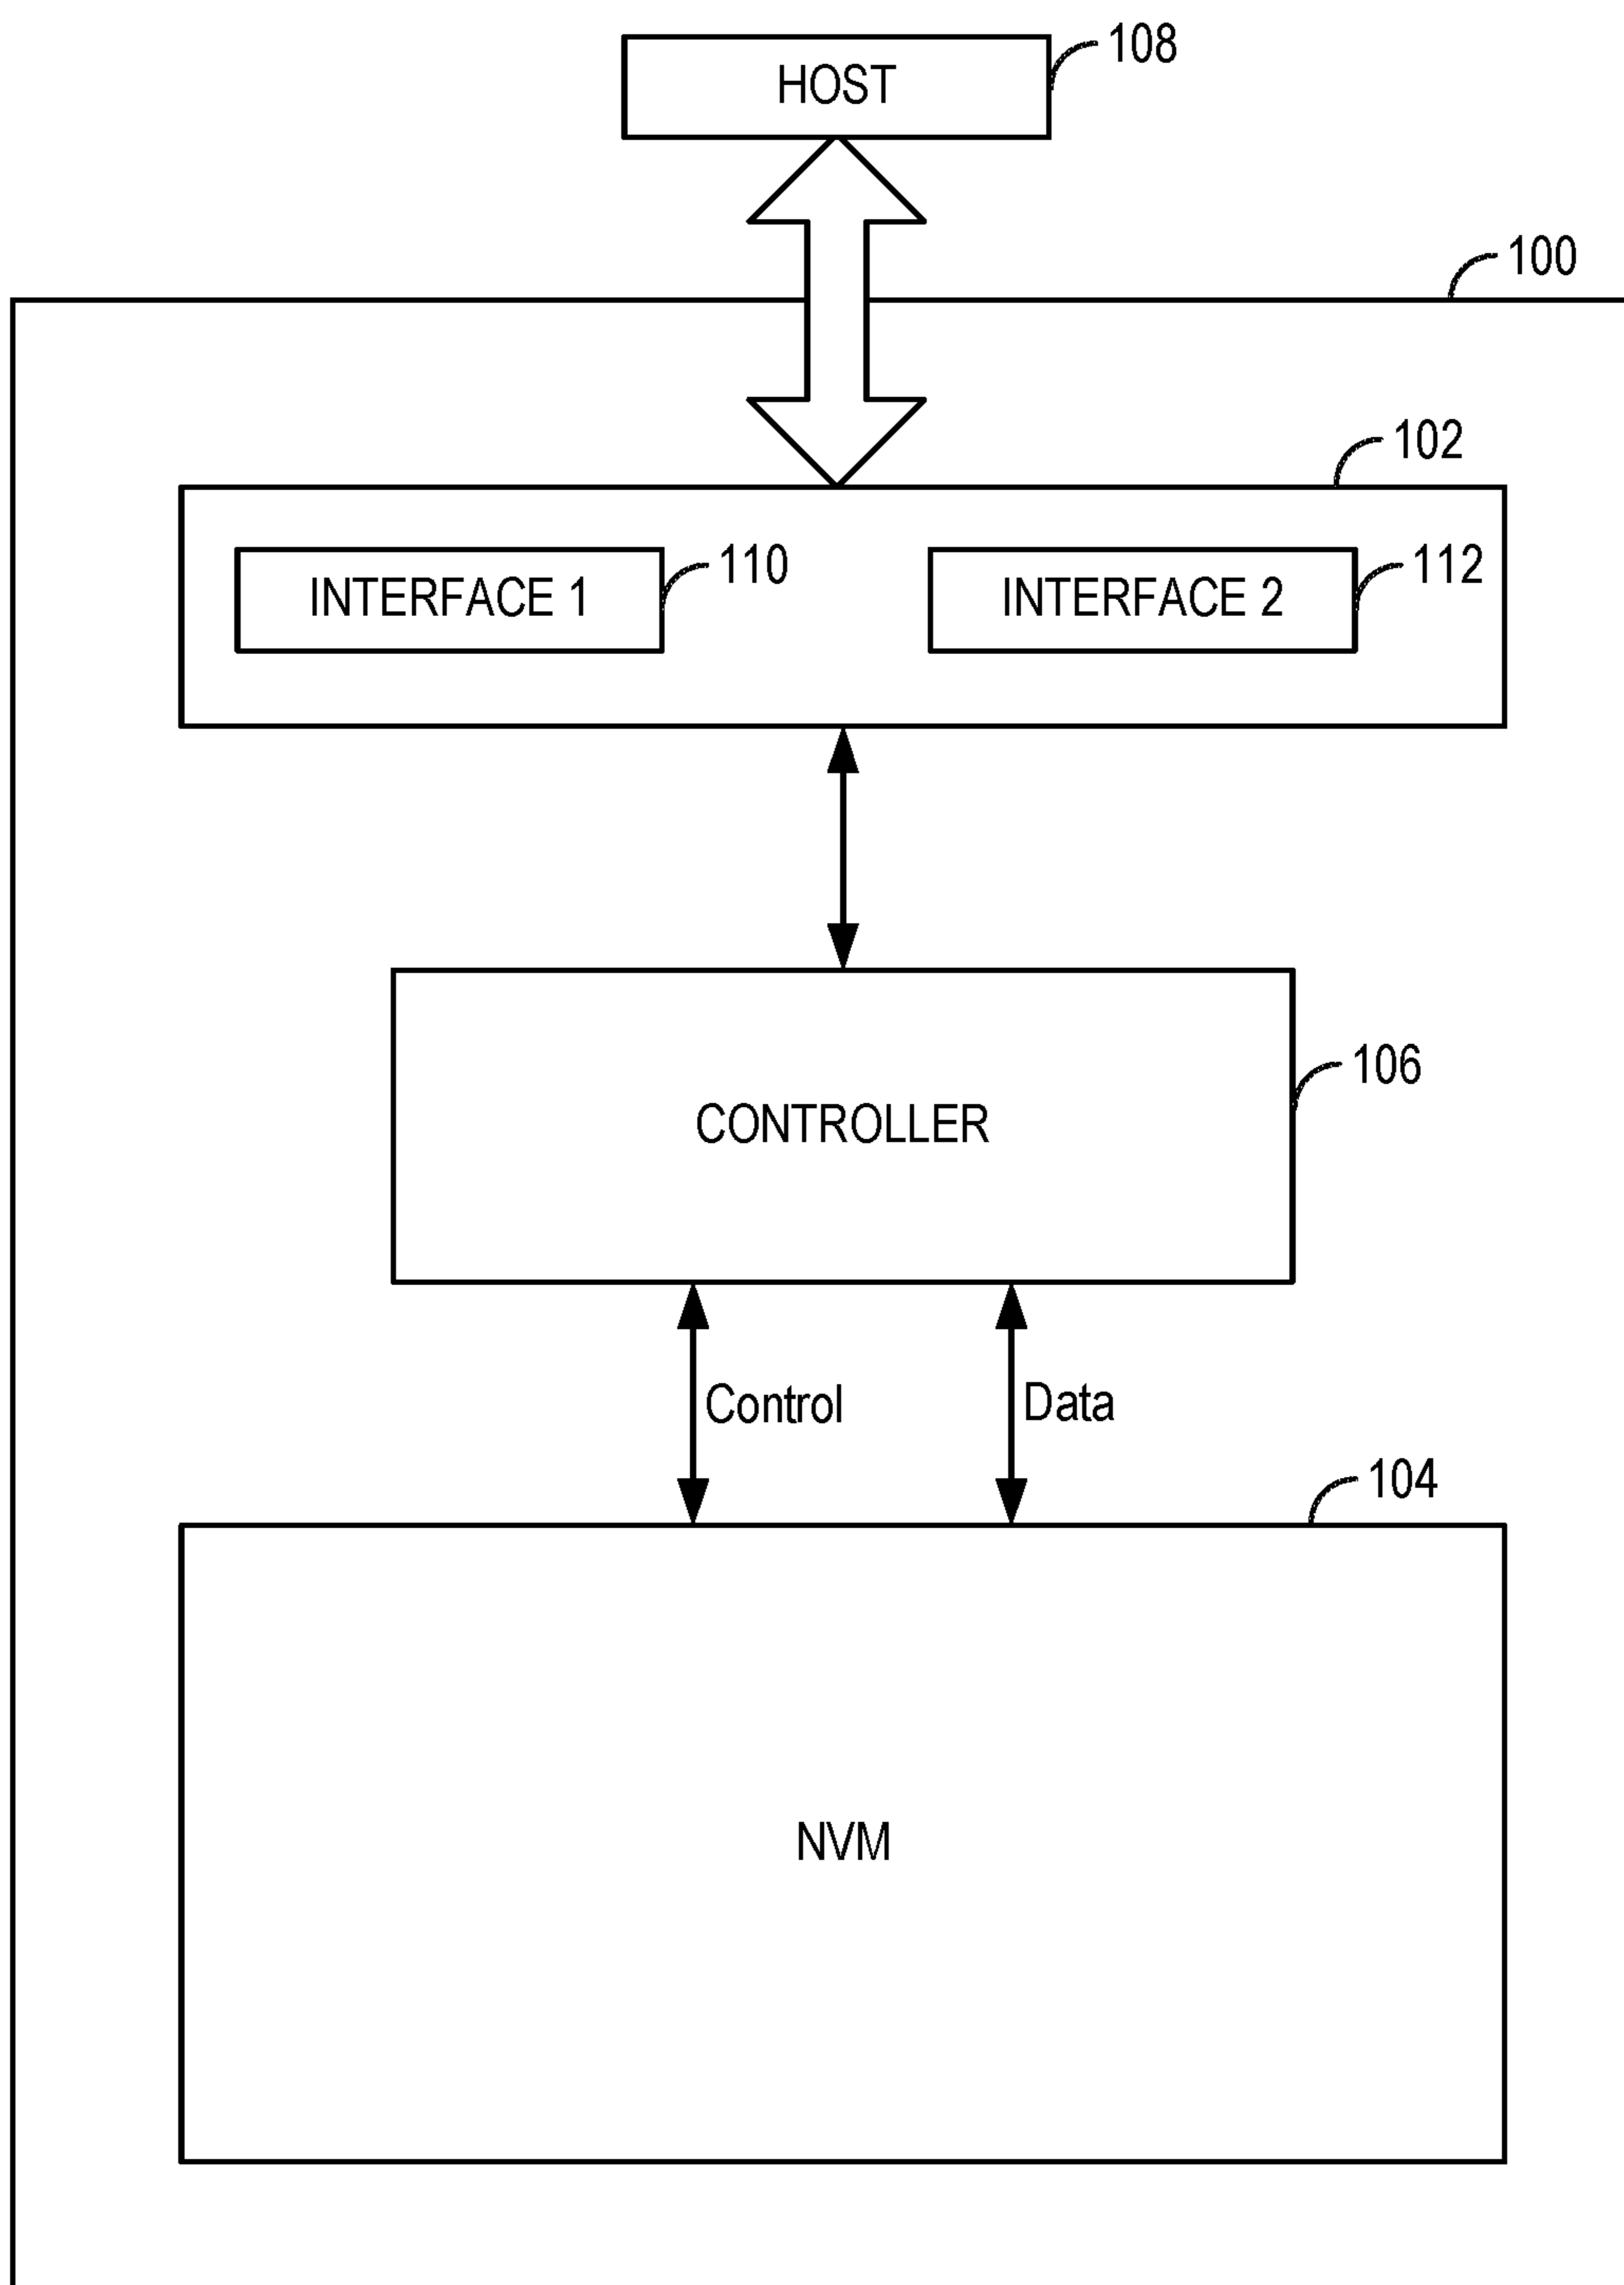 108
HOST
100
102
110
112
INTERFACE 1
INTERFACE 2
106
CONTROLLER
Control
Data
104
NVM